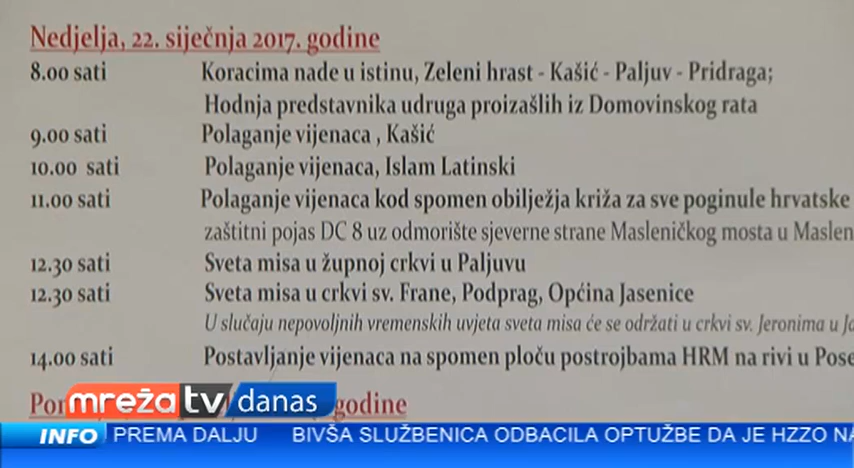 Nedjelja, 22. siječnja 2017. godine
8.00 sati Koracima nade u istinu, Zeleni hrast - Kašić - Paljuv - Pridraga;
Hodnja predstavnika udruga proizašlih iz Domovinskog rata
9.00 sati Polaganje vijenaca , Kašić
10.00 sati Polaganje vijenaca, Islam Latinski
11.00 sati Polaganje vijenaca kod spomen obilježja križa za sve poginule hrvatske
zaštitni pojas DC 8 uz odmorište sjeverne strane Masleničkog mosta u Maslen
12.30 sati Sveta misa u župnoj crkvi u Paljuvu
12.30 sati Sveta misa u crkvi sv. Frane, Podprag, Općina Jasenice
U slučaju nepovoljnih vremenskih uvjeta sveta misa će se održati u crkvi sv. Jeronima u Ja
14.00 sati Postavljanje vijenaca na spomen ploču postrojbama HRM na rivi u Pose
godine
mreža tv danas
INFO PREMA DALJU BIVŠA SLUŽBENICA ODBACILA OPTUŽBE DA JE HZZO NA